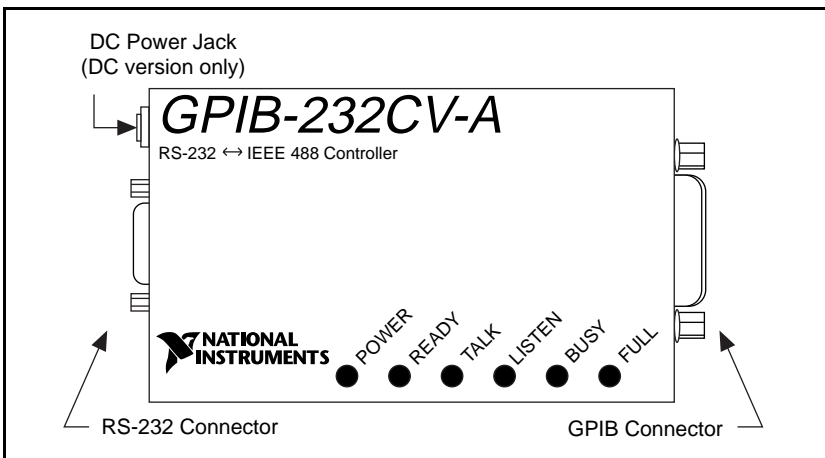 DC Power Jack
(DC version only)
GPIB-232CV-A
RS-232 ↔ IEEE 488 Controller
NATIONAL
INSTRUMENTS
POWER
READY
TALK
LISTEN
BUSY
FULL
RS-232 Connector
GPIB Connector